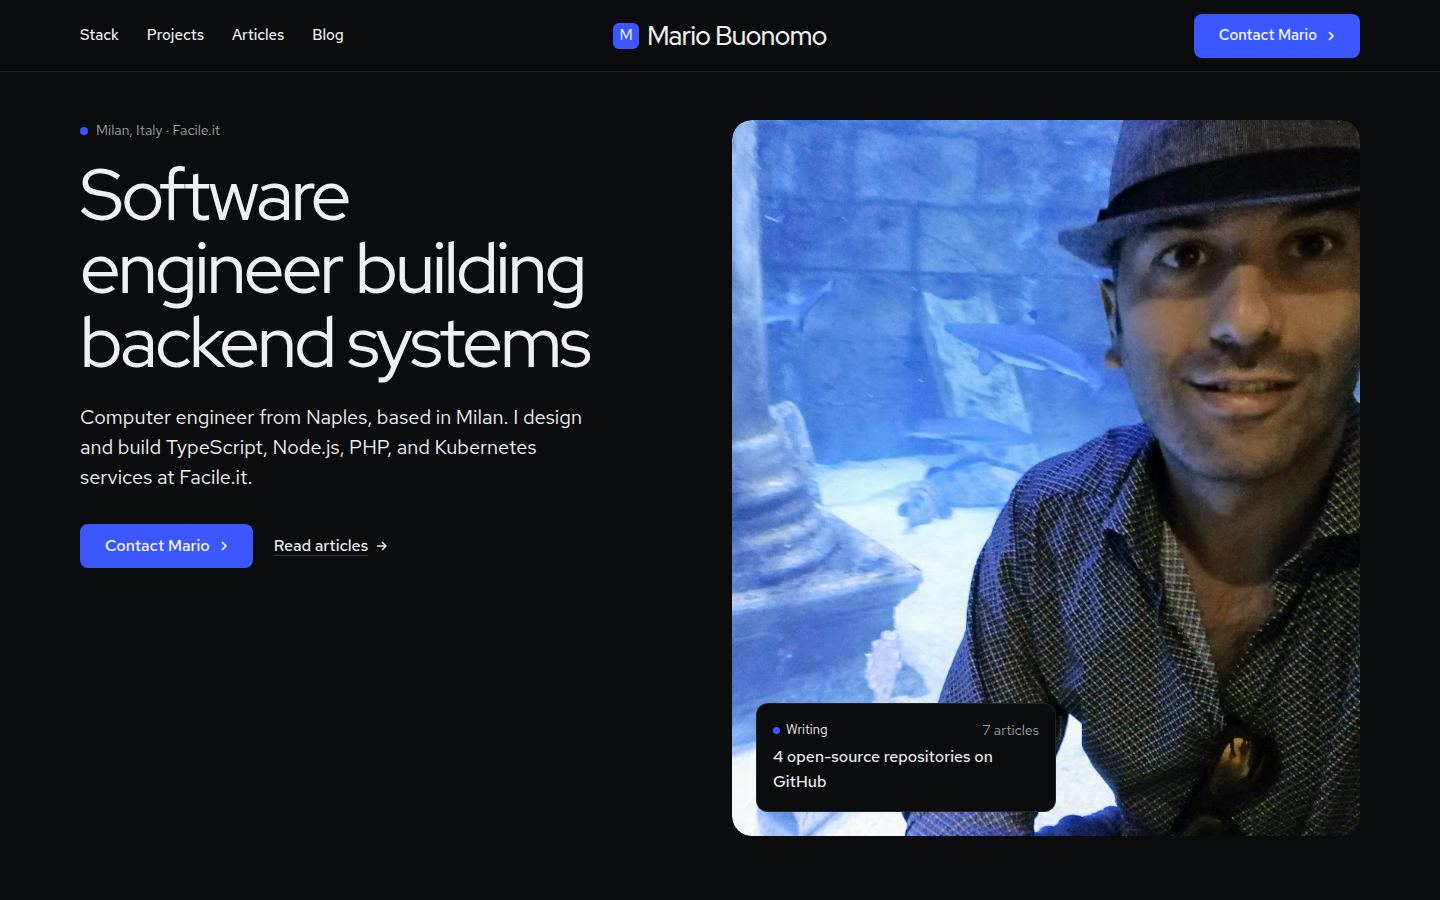 Stack Projects Articles Blog
M Mario Buonomo
Contact Mario
Milan, Italy · Facile.it
Software
engineer building
backend systems
Computer engineer from Naples, based in Milan. I design
and build TypeScript, Node.js, PHP, and Kubernetes
services at Facile.it.
Contact Mario
Read articles →
Writing 7 articles
4 open-source repositories on
GitHub